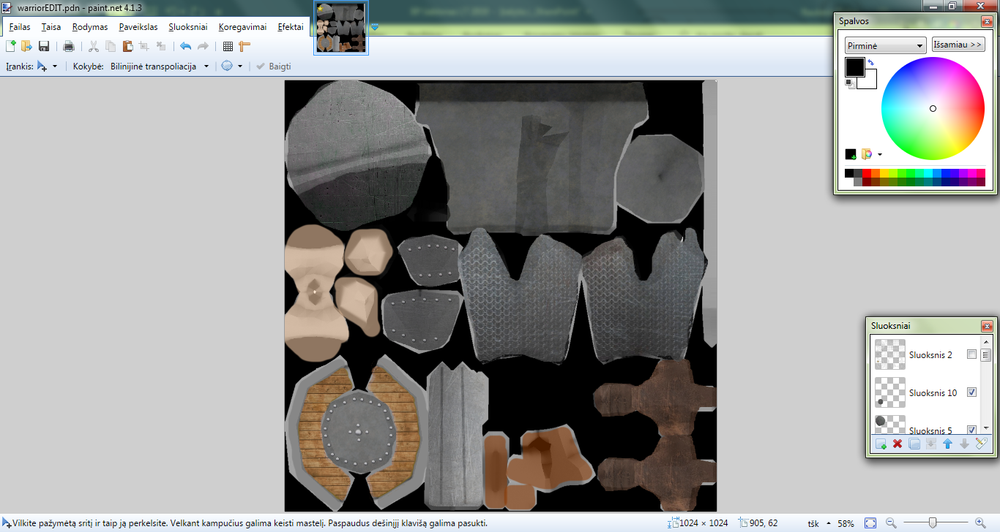 warriorEDIT.pdn - paint.net 4.1.3
Failas Taisa Rodymas Paveikslas Sluoksniai Koregavimai Efektai
Įrankis: Kokybė: Bilinijinė transpoliacija Baigti
Spalvos
Pirminė Išsamiau >>
Sluoksniai
Sluoksnis 2
Sluoksnis 10
Sluoksnis 5
Vilkite pažymėtą sritį ir taip ją perkelsite. Velkant kampučius galima keisti mastelį. Paspaudus dešinįjį klavišą galima pasukti. 1024 × 1024 905, 62 tšk 58%